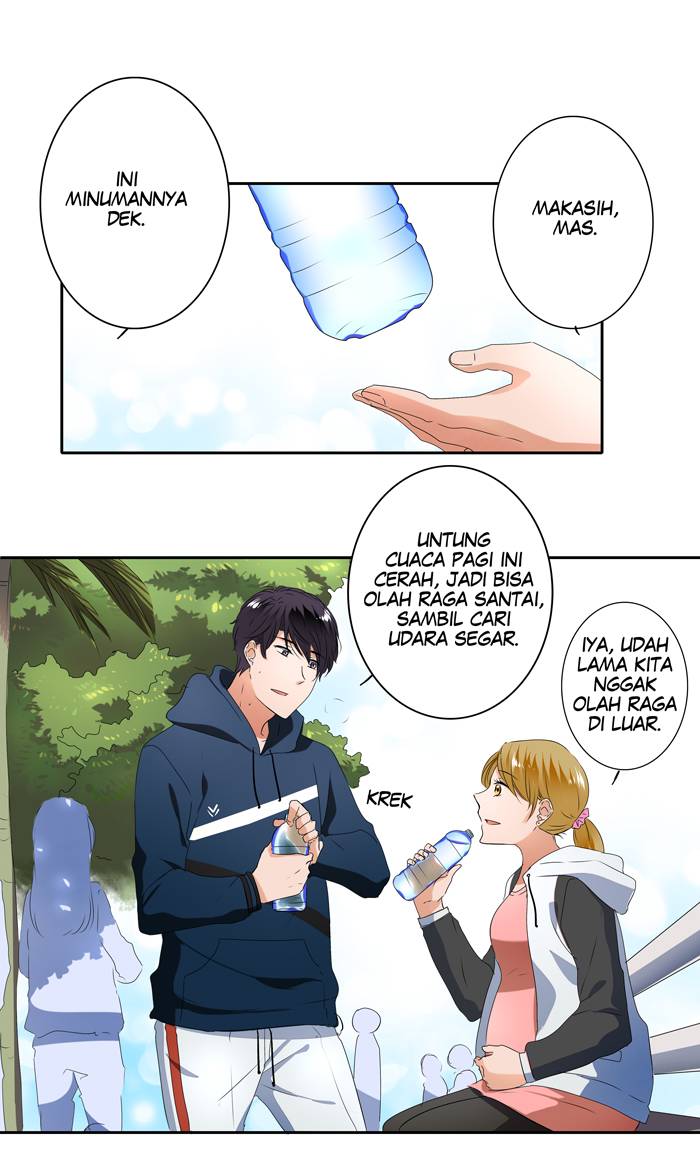 INI
MINUMANNYA
DEK.
MAKASIH,
MAS.
UNTUNG
CUACA PAGI INI
CERAH, JADI BISA
OLAH RAGA SANTAI,
SAMBIL CARI
UDARA SEGAR.
IYA, UDAH
LAMA KITA
NGGAK
OLAH RAGA
DI LUAR.
KREK